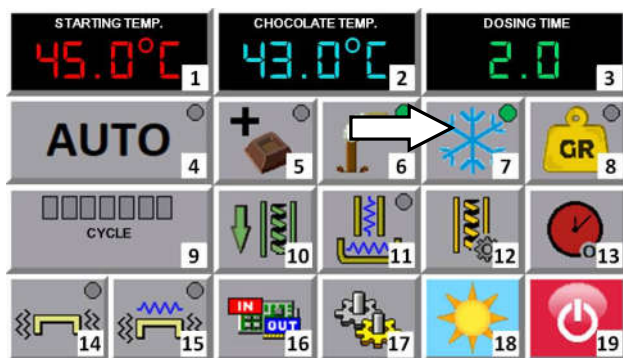 STARTING TEMP.
CHOCOLATE TEMP.
DOSING TIME
45.0°C
1
43.0°C
2
2.0
3
AUTO
4
+
5
6
7
GR
8
CYCLE
9
10
11
12
13
14
15
IN
OUT
16
17
18
19